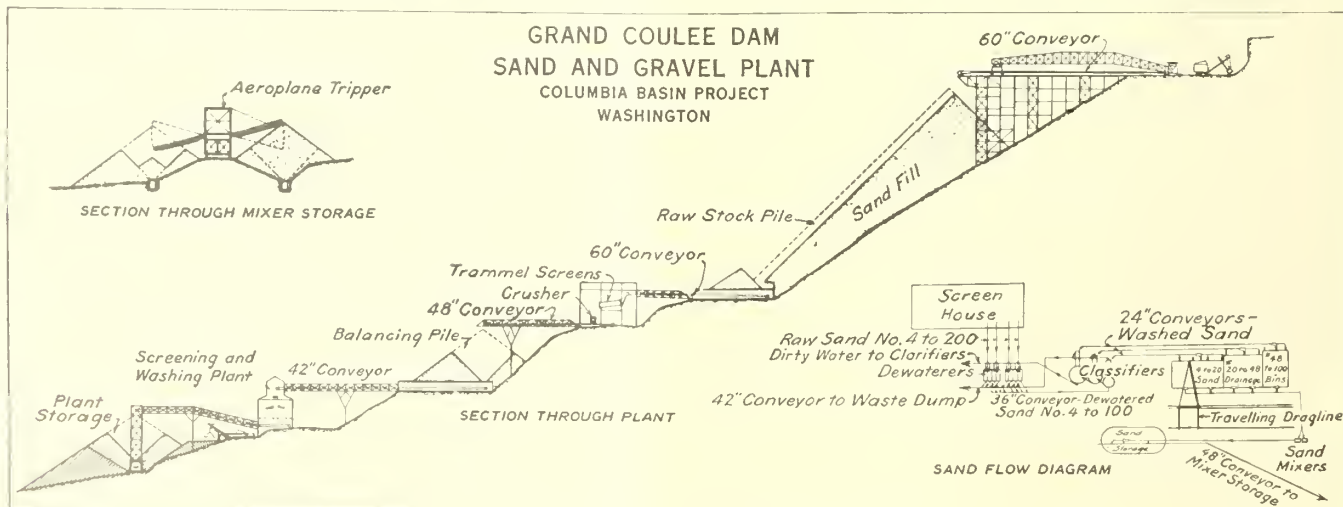 GRAND COULEE DAM
SAND AND GRAVEL PLANT
COLUMBIA BASIN PROJECT
WASHINGTON
Aeroplane Tripper
SECTION THROUGH MIXER STORAGE
60" Conveyor
Sand Fill
Raw Stock Pile
60" Conveyor
Trammel Screens
Crusher
48" Conveyor
Balancing Pile
Screening and
Washing Plant
42" Conveyor
Plant
Storage
SECTION THROUGH PLANT
Screen
House
Raw Sand No. 4 to 200
Dirty Water to Clarifiers
Dewaterers
42" Conveyor to Waste Dump
36" Conveyor-Dewatered
Sand No. 4 to 100
24" Conveyors-
Washed Sand
Classifiers
4 to 20
Sand
20 to 48
Drainage
#48
to 100
Bins
Travelling Dragline
Sand
Storage
Sand
Mixers
48" Conveyor to
Mixer Storage
SAND FLOW DIAGRAM